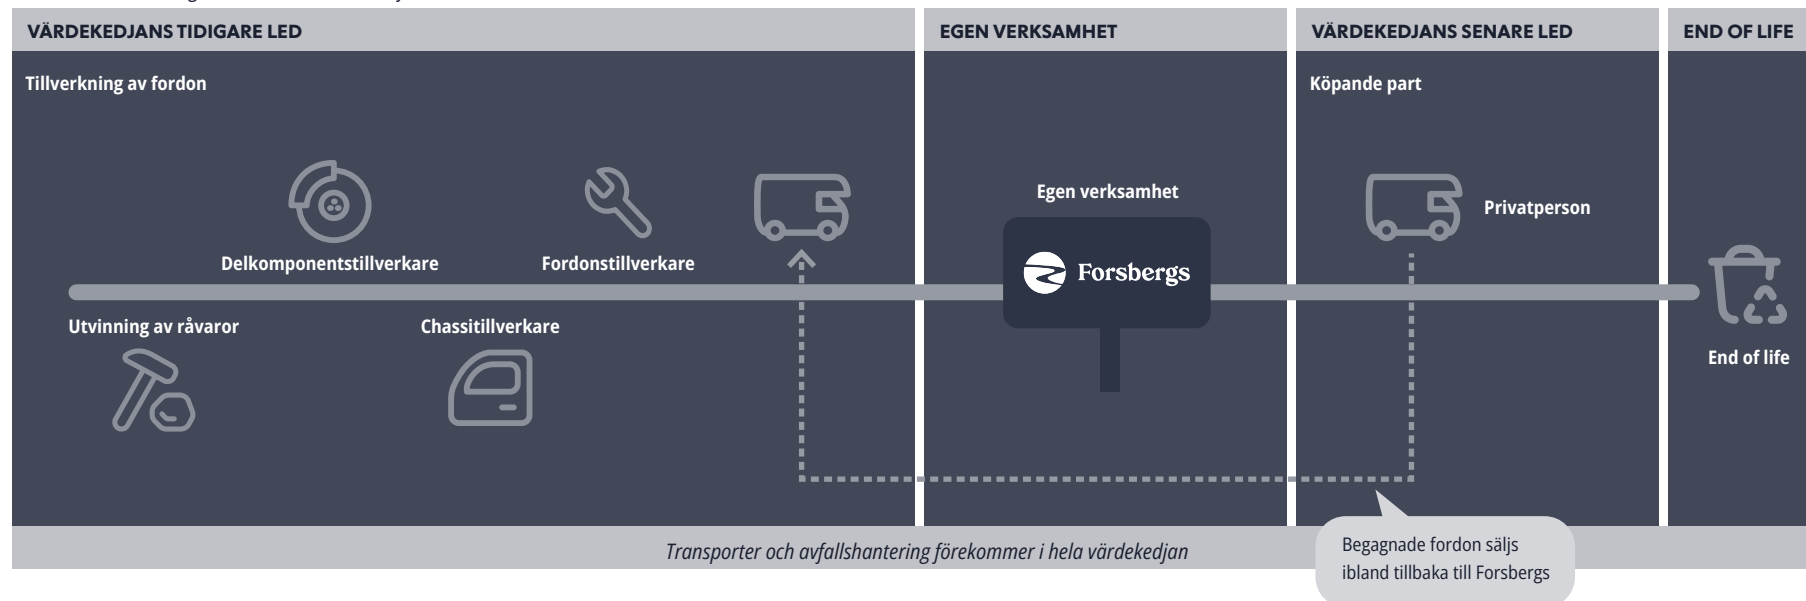 VÄRDEKEDJANS TIDIGARE LED
EGEN VERKSAMHET
VÄRDEKEDJANS SENARE LED
END OF LIFE
Tillverkning av fordon
Köpande part
Egen verksamhet
Privatperson
Delkomponentstillverkare
Fordonstillverkare
Forsbergs
Utvinning av råvaror
Chassitillverkare
End of life
Transporter och avfallshantering förekommer i hela värdekedjan
Begagnade fordon säljs
ibland tillbaka till Forsbergs